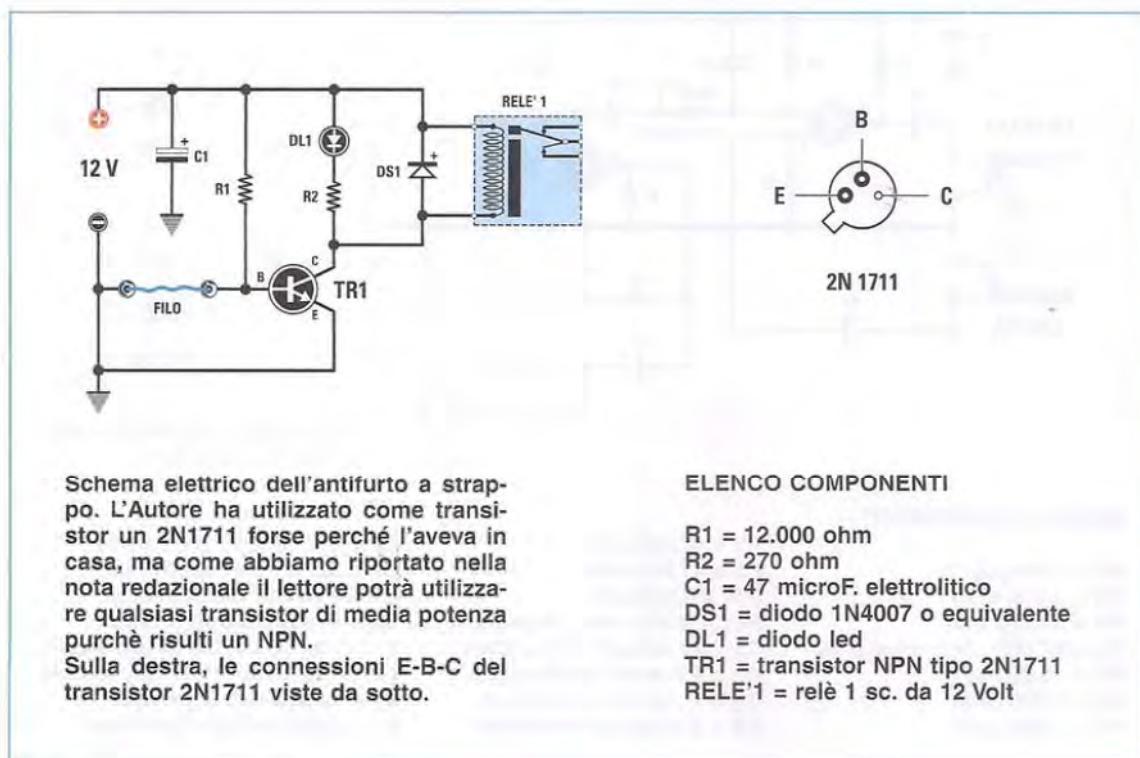 RELE' 1
12 V
C1
R1
DL1
R2
DS1
B
C
E
TR1
FILO
B
E
C
2N 1711
Schema elettrico dell'antifurto a strap-
po. L'Autore ha utilizzato come transi-
stor un 2N1711 forse perché l'aveva in
casa, ma come abbiamo riportato nella
nota redazionale il lettore potrà utilizza-
re qualsiasi transistor di media potenza
purchè risulti un NPN.
Sulla destra, le connessioni E-B-C del
transistor 2N1711 viste da sotto.
ELENCO COMPONENTI
R1 = 12.000 ohm
R2 = 270 ohm
C1 = 47 microF. elettrolitico
DS1 = diodo 1N4007 o equivalente
DL1 = diodo led
TR1 = transistor NPN tipo 2N1711
RELE'1 = relè 1 sc. da 12 Volt